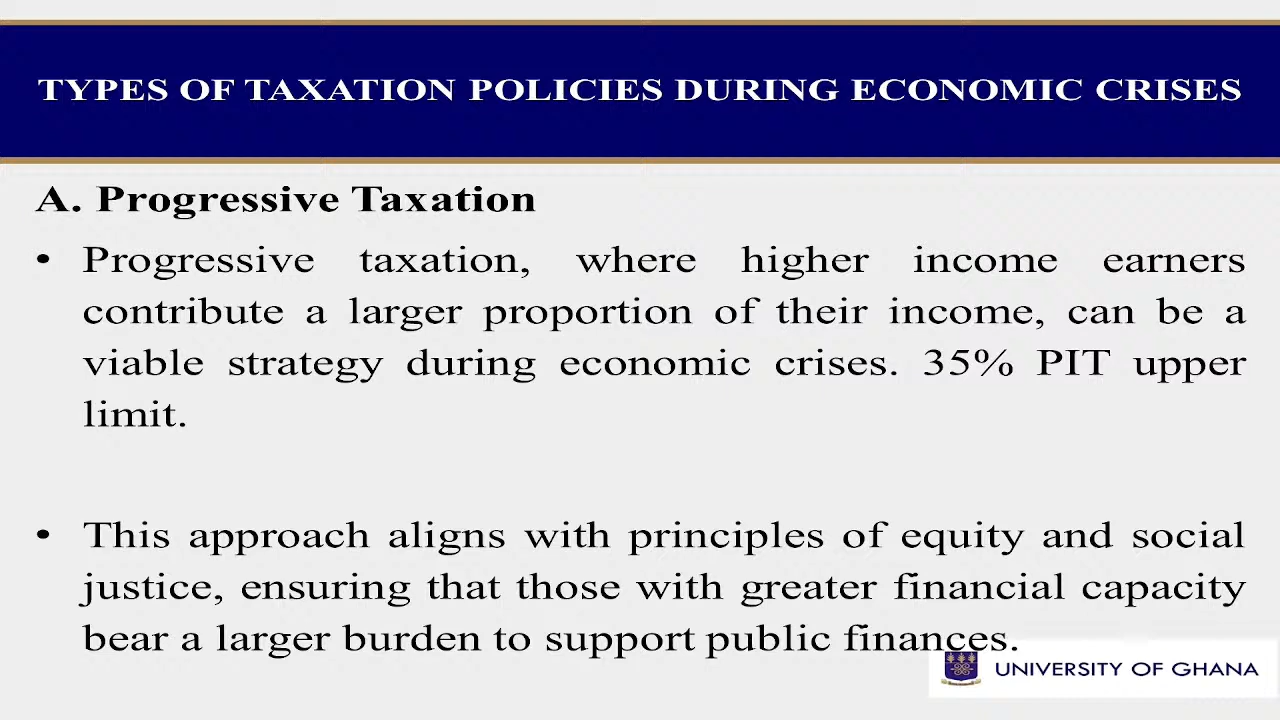 TYPES OF TAXATION POLICIES DURING ECONOMIC CRISES
A. Progressive Taxation
• Progressive taxation, where higher income earners
contribute a larger proportion of their income, can be a
viable strategy during economic crises. 35% PIT upper
limit.
• This approach aligns with principles of equity and social
justice, ensuring that those with greater financial capacity
bear a larger burden to support public finances.
UNIVERSITY OF GHANA